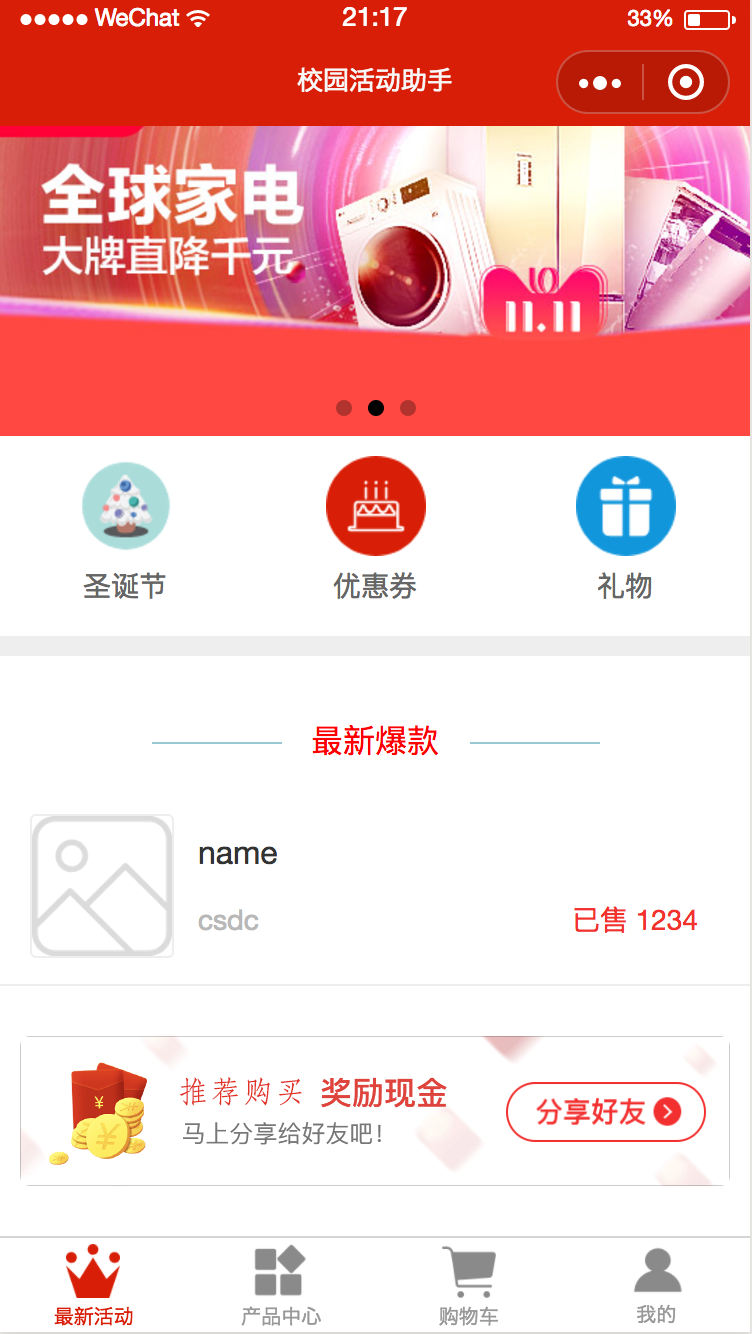 WeChat 21:17 33%
校园活动助手
全球家电
大牌直降千元
11.11
圣诞节 优惠券 礼物
最新爆款
name
csdc 已售 1234
推荐购买 奖励现金
马上分享给好友吧!
分享好友
最新活动 产品中心 购物车 我的